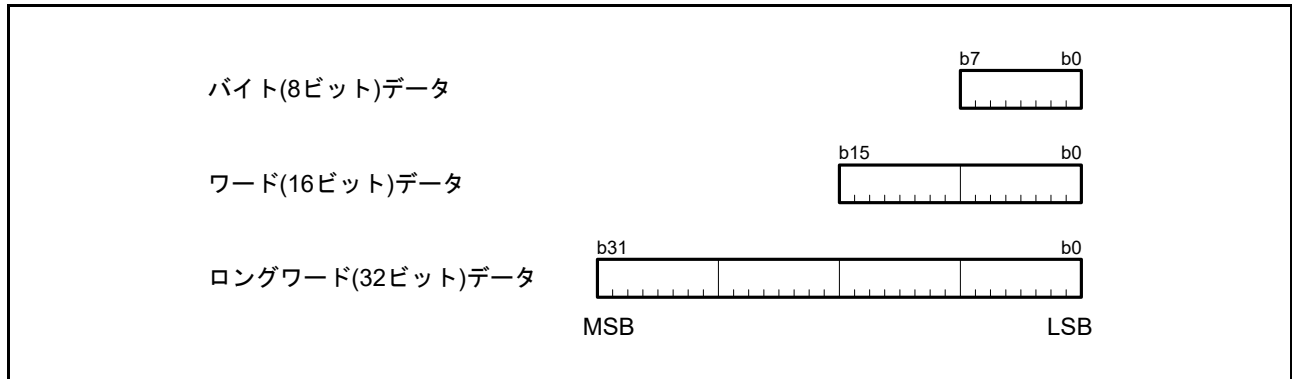 b7 b0
バイト(8ビット)データ
b15 b0
ワード(16ビット)データ
b31 b0
ロングワード(32ビット)データ
MSB LSB